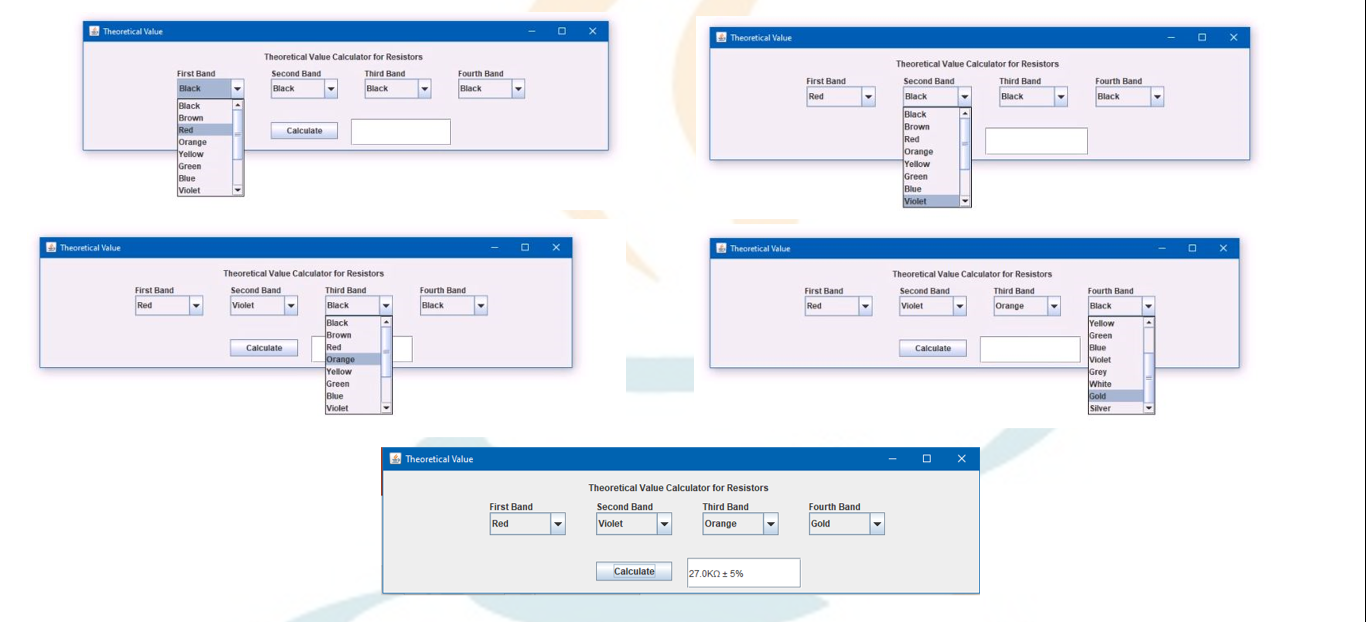 Theoretical Value
Theoretical Value Calculator for Resistors
First Band Second Band Third Band Fourth Band
Black Black Black Black
Black
Brown
Red
Orange
Yellow
Green
Blue
Violet
Calculate
Theoretical Value
Theoretical Value Calculator for Resistors
First Band Second Band Third Band Fourth Band
Red Black Black Black
Black
Brown
Red
Orange
Yellow
Green
Blue
Violet
Theoretical Value
Theoretical Value Calculator for Resistors
First Band Second Band Third Band Fourth Band
Red Violet Black Black
Black
Brown
Red
Orange
Yellow
Green
Blue
Violet
Calculate
Theoretical Value
Theoretical Value Calculator for Resistors
First Band Second Band Third Band Fourth Band
Red Violet Orange Black
Yellow
Green
Blue
Violet
Grey
White
Gold
Silver
Calculate
Theoretical Value
Theoretical Value Calculator for Resistors
First Band Second Band Third Band Fourth Band
Red Violet Orange Gold
Calculate 27.0KΩ ± 5%